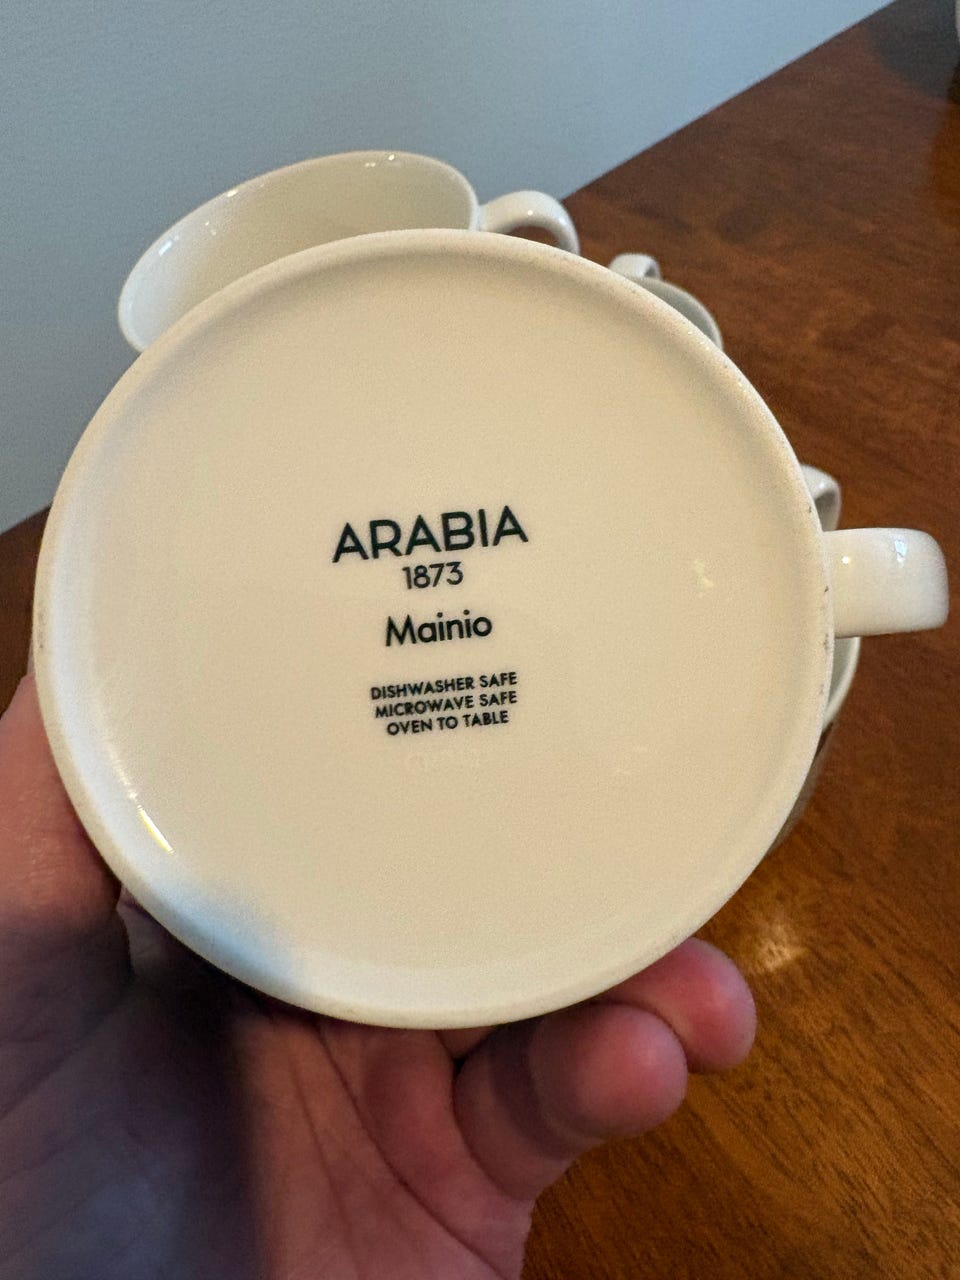 ARABIA
1873
Mainio
DISHWASHER SAFE
MICROWAVE SAFE
OVEN TO TABLE